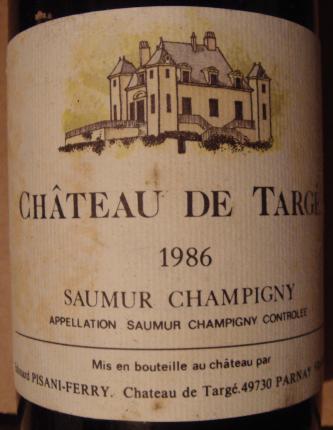 CHÂTEAU DE TARGÉ
1986
SAUMUR CHAMPIGNY
APPELLATION SAUMUR CHAMPIGNY CONTROLÉE
Mis en bouteille au château par
PISANI-FERRY. Chateau de Targé.49730 PARNAY